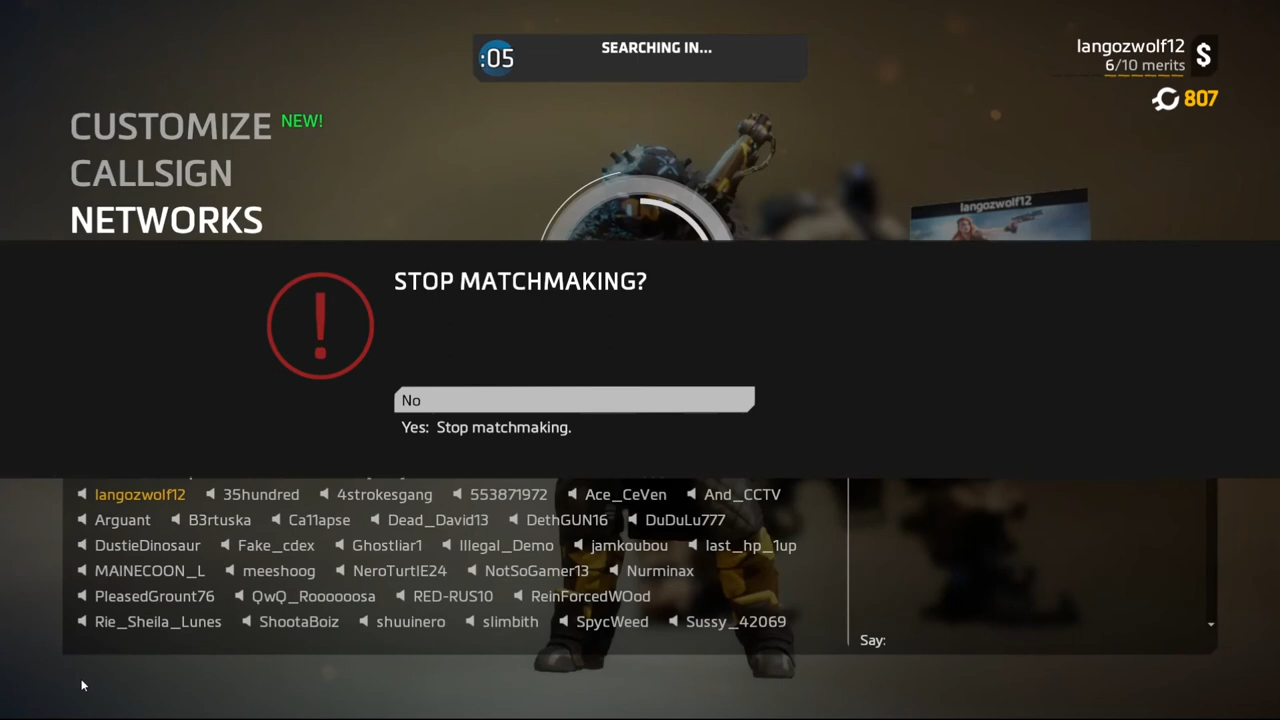 :05
SEARCHING IN...
langozwolf12
6/10 merits
$
807
CUSTOMIZE NEW!
CALLSIGN
NETWORKS
langozwolf12
STOP MATCHMAKING?
!
No
Yes: Stop matchmaking.
langozwolf12 35hundred 4strokesgang 553871972 Ace_CeVen And_CCTV
Arguant B3rtuska Ca11apse Dead_David13 DethGUN16 DuDuLu777
DustieDinosaur Fake_cdex Ghostliar1 Illegal_Demo jamkoubou last_hp_1up
MAINECOON_L meeshoog NeroTurtlE24 NotSoGamer13 Nurminax
PleasedGrount76 QwQ_Roooooosa RED-RUS10 ReinForcedWOod
Rie_Sheila_Lunes ShootaBoiz shuuinero slimbith SpycWeed Sussy_42069
Say: